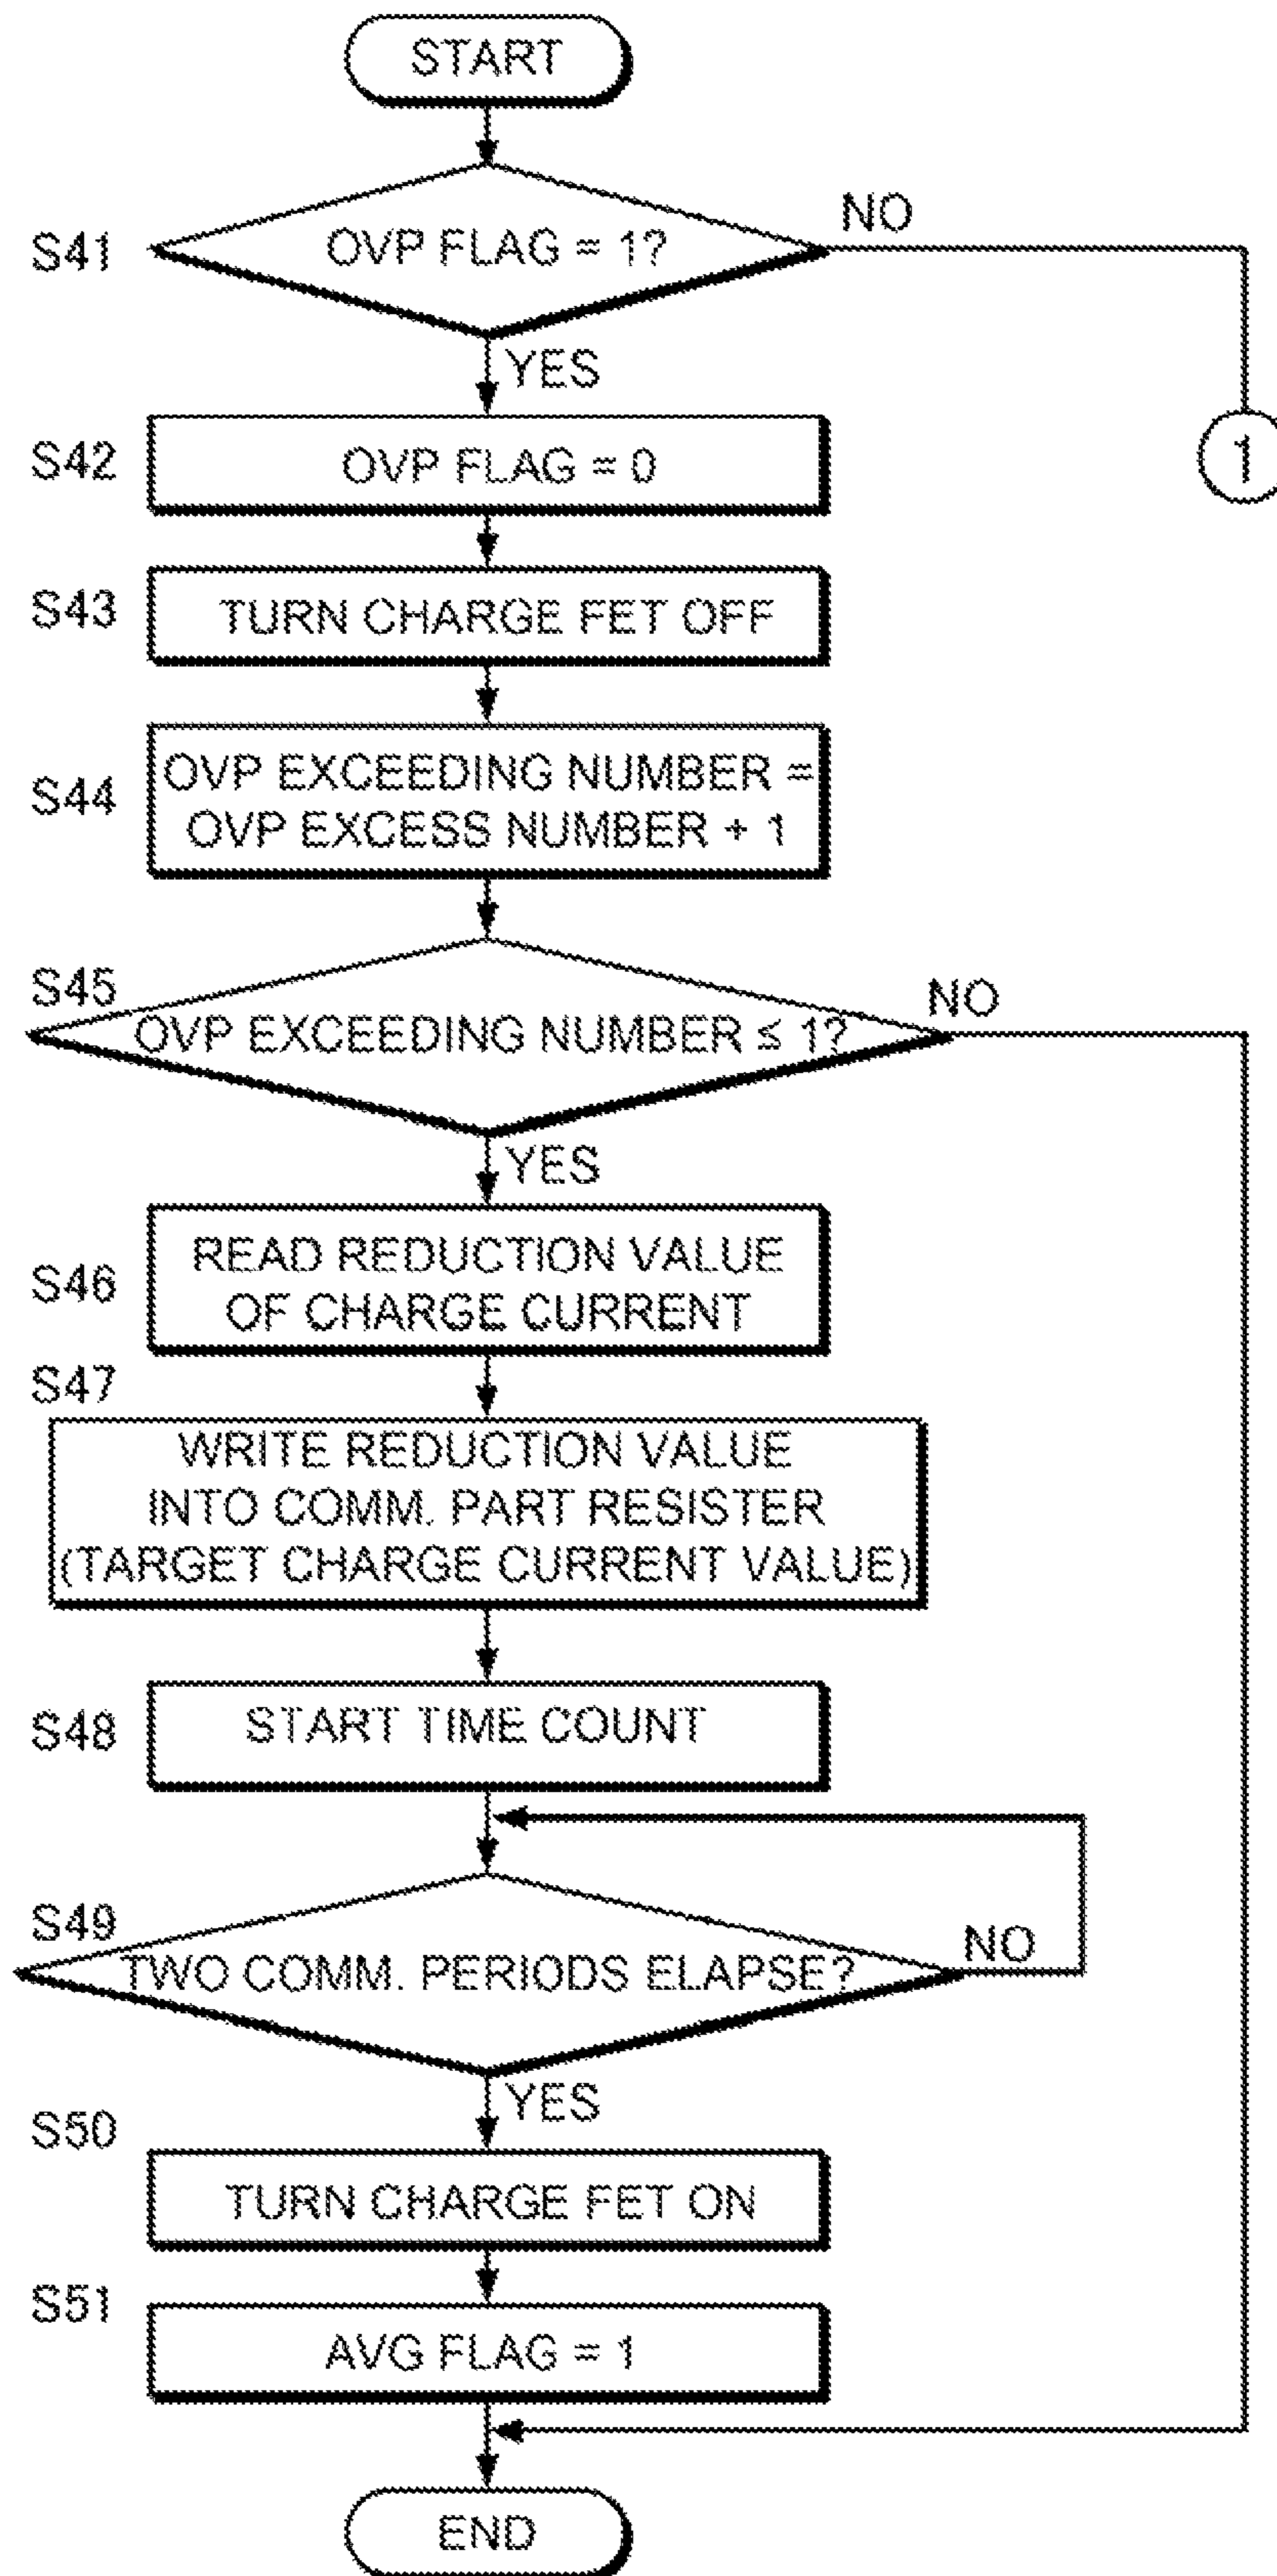 START
S41
OVP FLAG = 1?
NO
YES
S42
OVP FLAG = 0
1
S43
TURN CHARGE FET OFF
S44
OVP EXCEEDING NUMBER =
OVP EXCESS NUMBER + 1
S45
OVP EXCEEDING NUMBER ≤ 1?
NO
YES
S46
READ REDUCTION VALUE
OF CHARGE CURRENT
S47
WRITE REDUCTION VALUE
INTO COMM. PART RESISTER
(TARGET CHARGE CURRENT VALUE)
S48
START TIME COUNT
S49
TWO COMM. PERIODS ELAPSE?
NO
YES
S50
TURN CHARGE FET ON
S51
AVG FLAG = 1
END